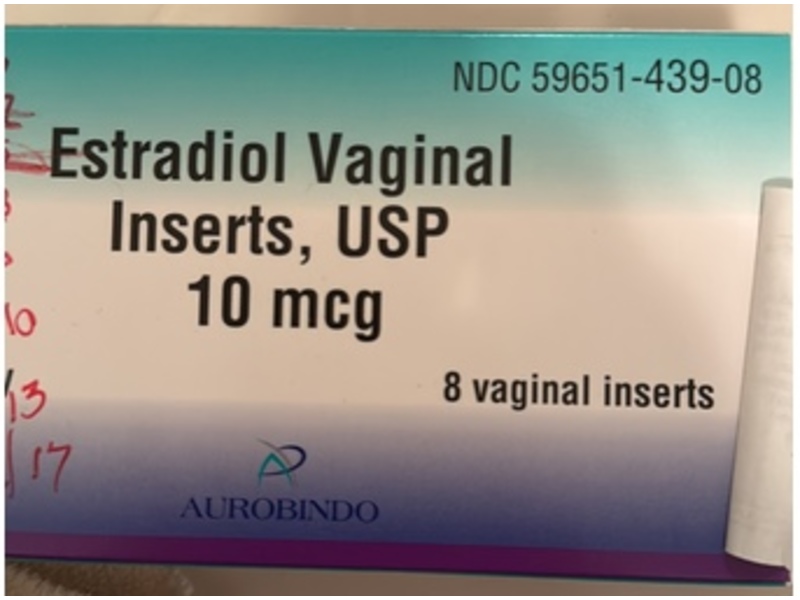 NDC 59651-439-08
Estradiol Vaginal
Inserts, USP
10 mcg
8 vaginal inserts
10
13
17
AUROBINDO